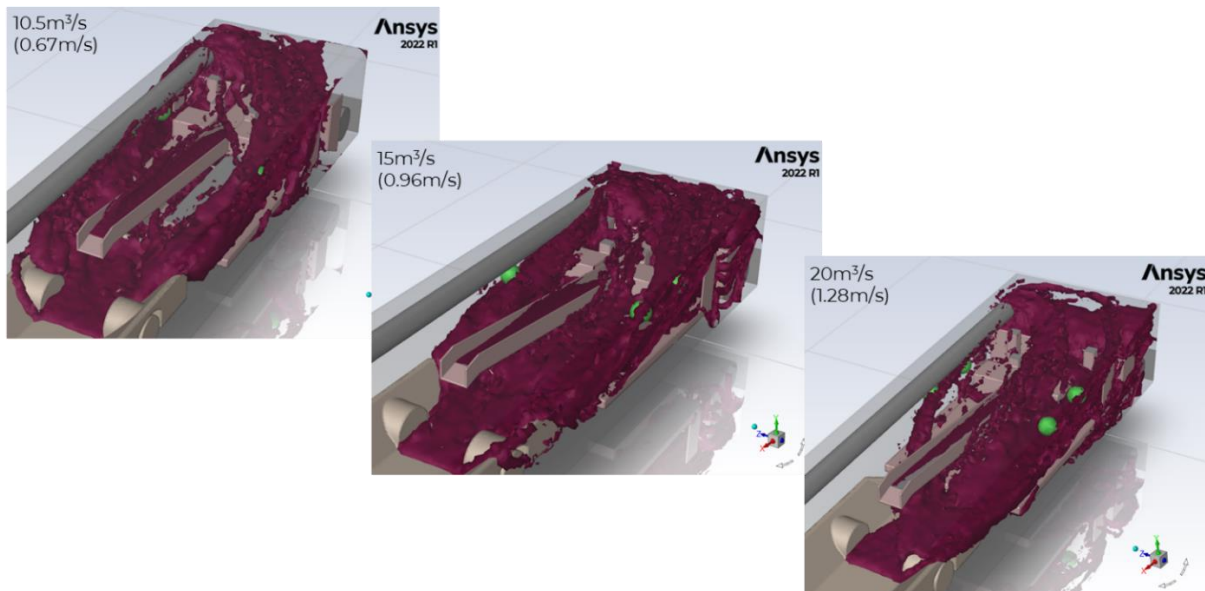 10.5m³/s
(0.67m/s)
Ansys
2022 R1
15m³/s
(0.96m/s)
Ansys
2022 R1
Y
Z
X
20m³/s
(1.28m/s)
Ansys
2022 R1
Y
Z
X